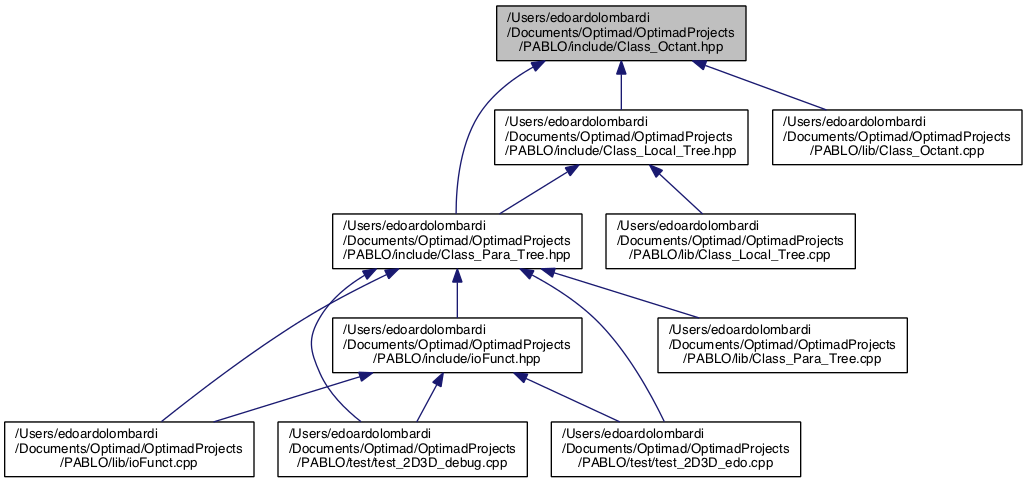 /Users/edoardolombardi
/Documents/Optimad/OptimadProjects
/PABLO/include/Class_Octant.hpp
/Users/edoardolombardi
/Documents/Optimad/OptimadProjects
/PABLO/include/Class_Local_Tree.hpp
/Users/edoardolombardi
/Documents/Optimad/OptimadProjects
/PABLO/lib/Class_Octant.cpp
/Users/edoardolombardi
/Documents/Optimad/OptimadProjects
/PABLO/include/Class_Para_Tree.hpp
/Users/edoardolombardi
/Documents/Optimad/OptimadProjects
/PABLO/lib/Class_Local_Tree.cpp
/Users/edoardolombardi
/Documents/Optimad/OptimadProjects
/PABLO/include/ioFunct.hpp
/Users/edoardolombardi
/Documents/Optimad/OptimadProjects
/PABLO/lib/Class_Para_Tree.cpp
/Users/edoardolombardi
/Documents/Optimad/OptimadProjects
/PABLO/lib/ioFunct.cpp
/Users/edoardolombardi
/Documents/Optimad/OptimadProjects
/PABLO/test/test_2D3D_debug.cpp
/Users/edoardolombardi
/Documents/Optimad/OptimadProjects
/PABLO/test/test_2D3D_edo.cpp